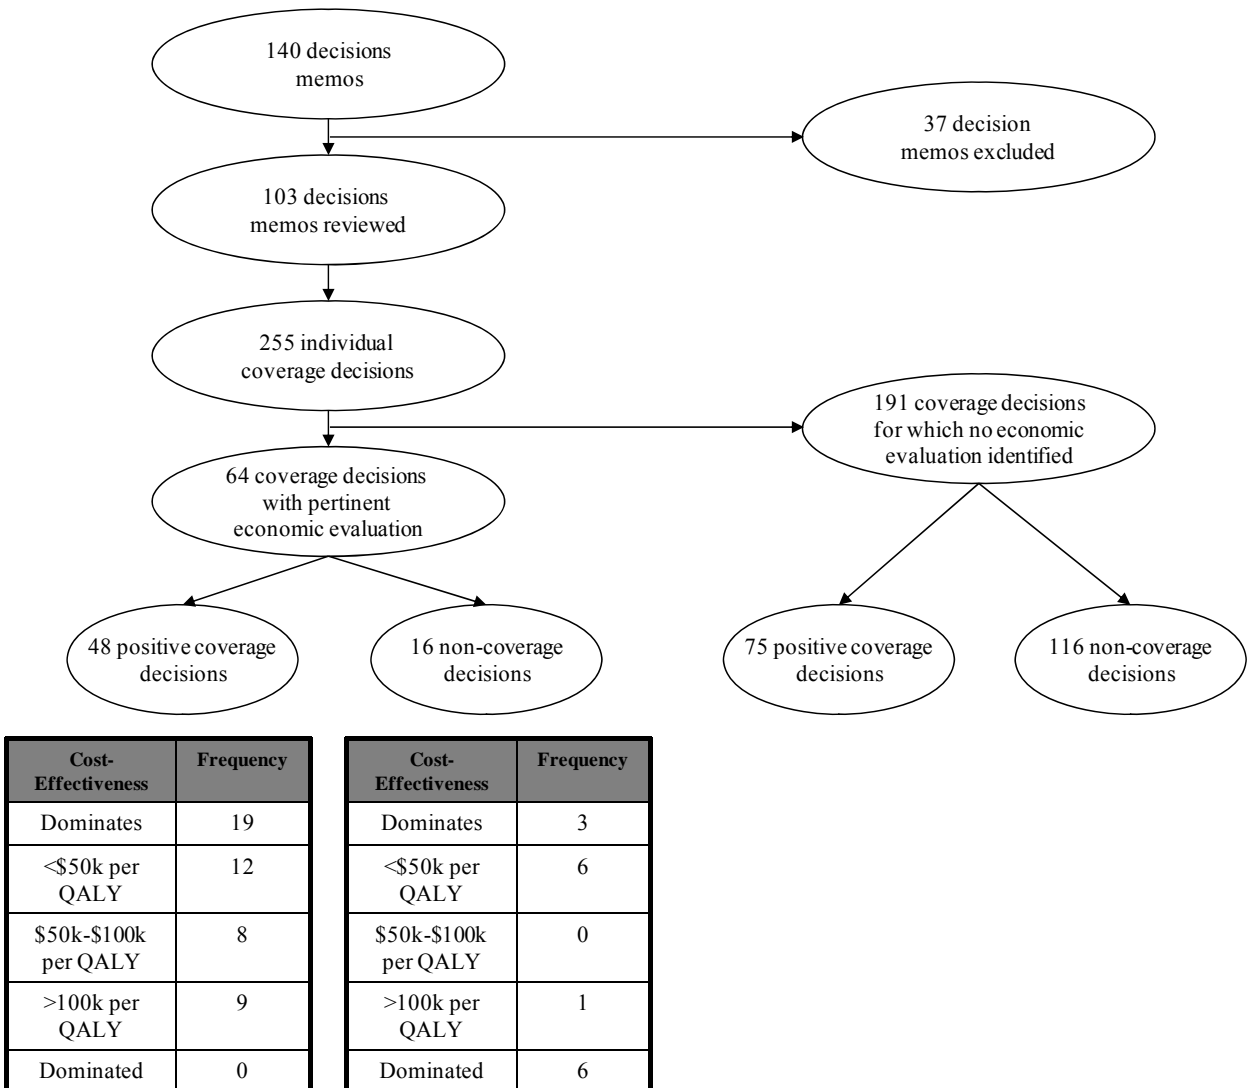 140 decisions
memos
37 decision
memos excluded
103 decisions
memos reviewed
255 individual
coverage decisions
191 coverage decisions
for which no economic
evaluation identified
64 coverage decisions
with pertinent
economic evaluation
48 positive coverage
decisions
16 non-coverage
decisions
75 positive coverage
decisions
116 non-coverage
decisions
Cost-
Effectiveness
Frequency
Dominates
19
<$50k per
QALY
12
$50k-$100k
per QALY
8
>100k per
QALY
9
Dominated
0
Cost-
Effectiveness
Frequency
Dominates
3
<$50k per
QALY
6
$50k-$100k
per QALY
0
>100k per
QALY
1
Dominated
6